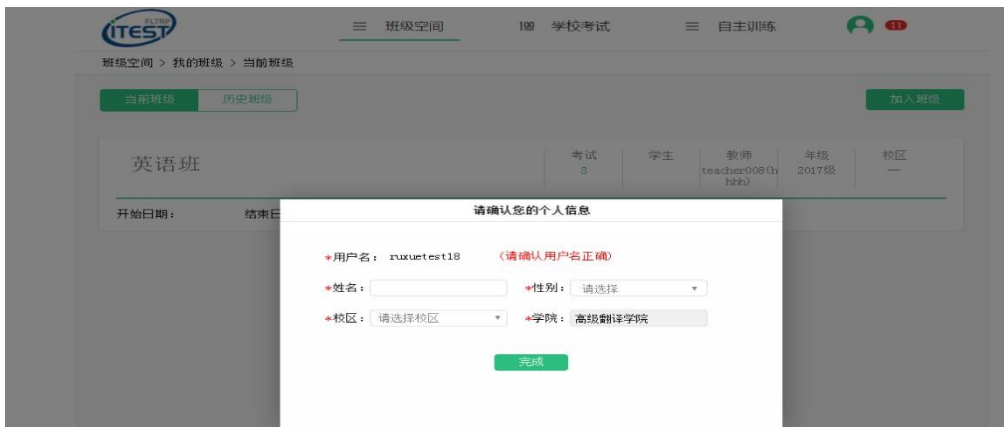 FLTRP
iTEST
班级空间
100 学校考试
自主训练
11
班级空间 > 我的班级 > 当前班级
当前班级
历史班级
加入班级
英语班
考试
3
学生
教师
teacher008(h
hhh)
年级
2017级
校区
—
开始日期：
结束日
请确认您的个人信息
*用户名： ruxuetest18 （请确认用户名正确）
*姓名： *性别： 请选择
*校区： 请选择校区 *学院： 高级翻译学院
完成